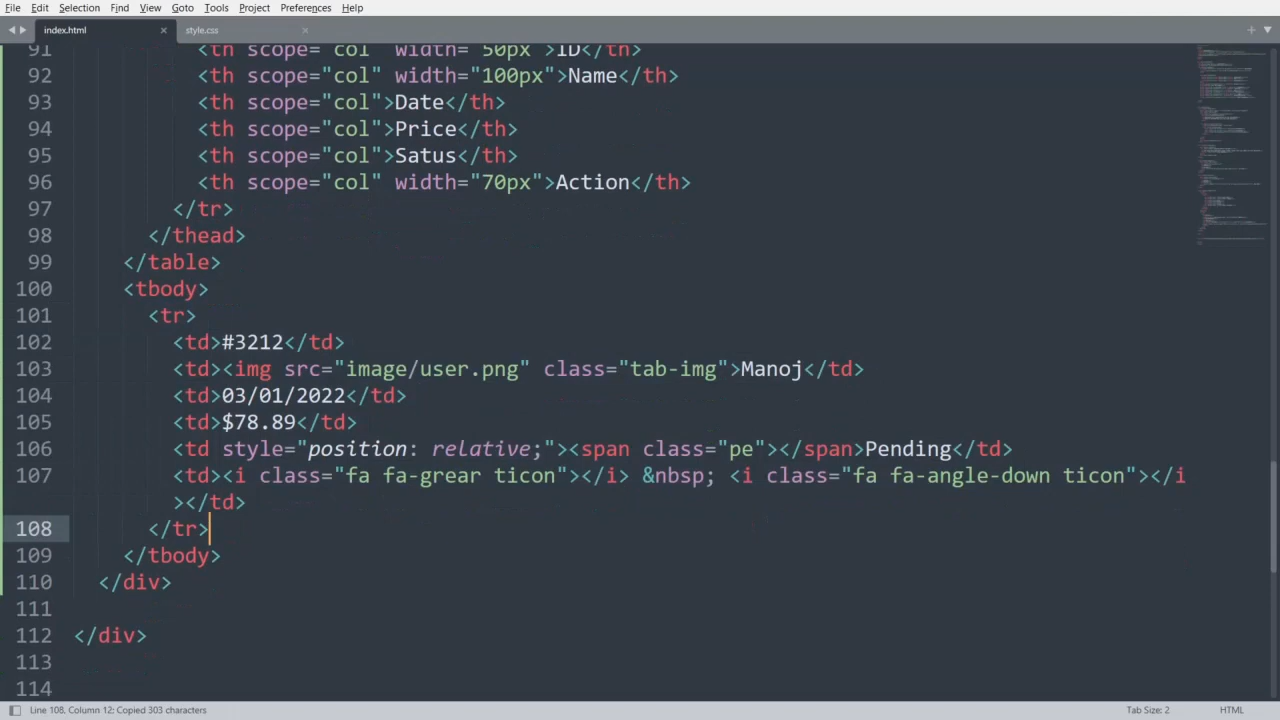 File Edit Selection Find View Goto Tools Project Preferences Help
index.html × style.css ×
91 <th scope="col" width="50px">ID</th>
92 <th scope="col" width="100px">Name</th>
93 <th scope="col">Date</th>
94 <th scope="col">Price</th>
95 <th scope="col">Satus</th>
96 <th scope="col" width="70px">Action</th>
97 </tr>
98 </thead>
99 </table>
100 <tbody>
101 <tr>
102 <td>#3212</td>
103 <td><img src="image/user.png" class="tab-img">Manoj</td>
104 <td>03/01/2022</td>
105 <td>$78.89</td>
106 <td style="position: relative;"><span class="pe"></span>Pending</td>
107 <td><i class="fa fa-grear ticon"></i> &nbsp; <i class="fa fa-angle-down ticon"></i
></td>
108 </tr>
109 </tbody>
110 </div>
111
112 </div>
113
114
Line 108, Column 12; Copied 303 characters Tab Size: 2 HTML